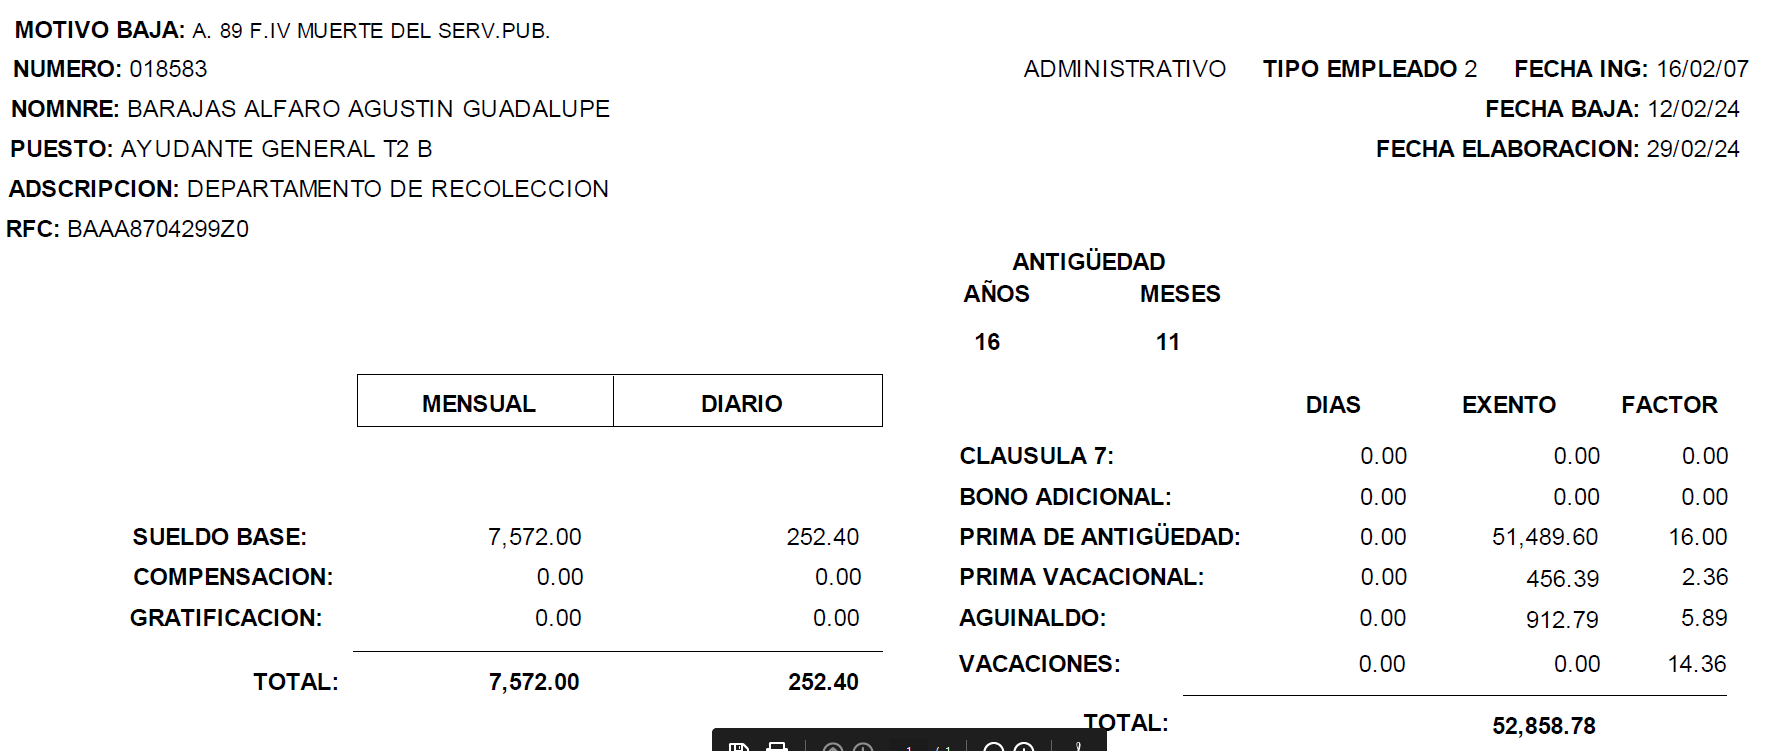 MOTIVO BAJA: A. 89 F.IV MUERTE DEL SERV.PUB.
NUMERO: 018583 ADMINISTRATIVO TIPO EMPLEADO 2 FECHA ING: 16/02/07
NOMNRE: BARAJAS ALFARO AGUSTIN GUADALUPE FECHA BAJA: 12/02/24
PUESTO: AYUDANTE GENERAL T2 B FECHA ELABORACION: 29/02/24
ADSCRIPCION: DEPARTAMENTO DE RECOLECCION
RFC: BAAA8704299Z0
ANTIGÜEDAD
AÑOS MESES
16 11
MENSUAL DIARIO DIAS EXENTO FACTOR
CLAUSULA 7: 0.00 0.00 0.00
BONO ADICIONAL: 0.00 0.00 0.00
SUELDO BASE: 7,572.00 252.40 PRIMA DE ANTIGÜEDAD: 0.00 51,489.60 16.00
COMPENSACION: 0.00 0.00 PRIMA VACACIONAL: 0.00 456.39 2.36
GRATIFICACION: 0.00 0.00 AGUINALDO: 0.00 912.79 5.89
VACACIONES: 0.00 0.00 14.36
TOTAL: 7,572.00 252.40
TOTAL: 52,858.78